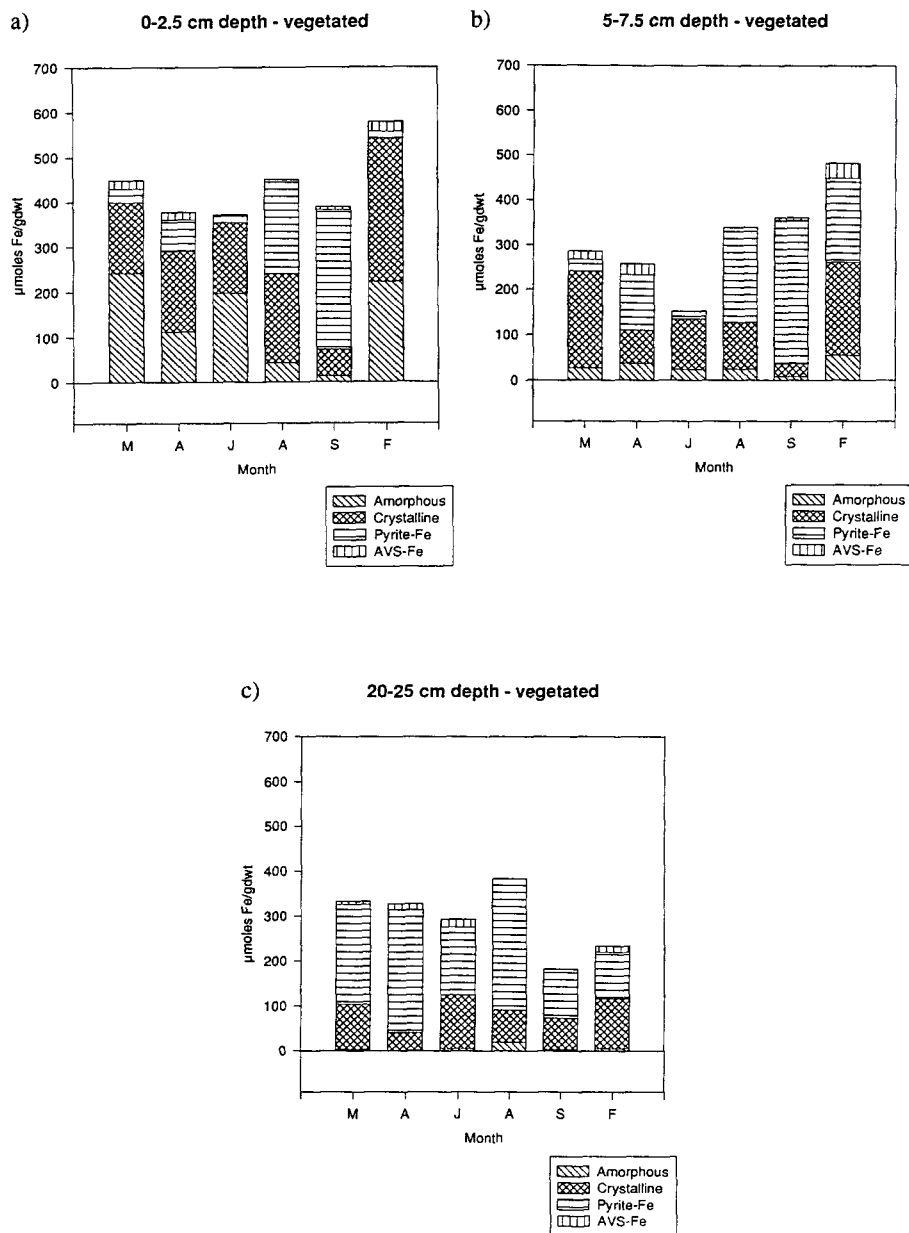 a) 0-2.5 cm depth - vegetated
700
600
500
400
300
200
100
0
µmoles Fe/gdwt
M A J A S F
Month
Amorphous
Crystalline
Pyrite-Fe
AVS-Fe
b) 5-7.5 cm depth - vegetated
700
600
500
400
300
200
100
0
µmoles Fe/gdwt
M A J A S F
Month
Amorphous
Crystalline
Pyrite-Fe
AVS-Fe
c) 20-25 cm depth - vegetated
700
600
500
400
300
200
100
0
µmoles Fe/gdwt
M A J A S F
Month
Amorphous
Crystalline
Pyrite-Fe
AVS-Fe